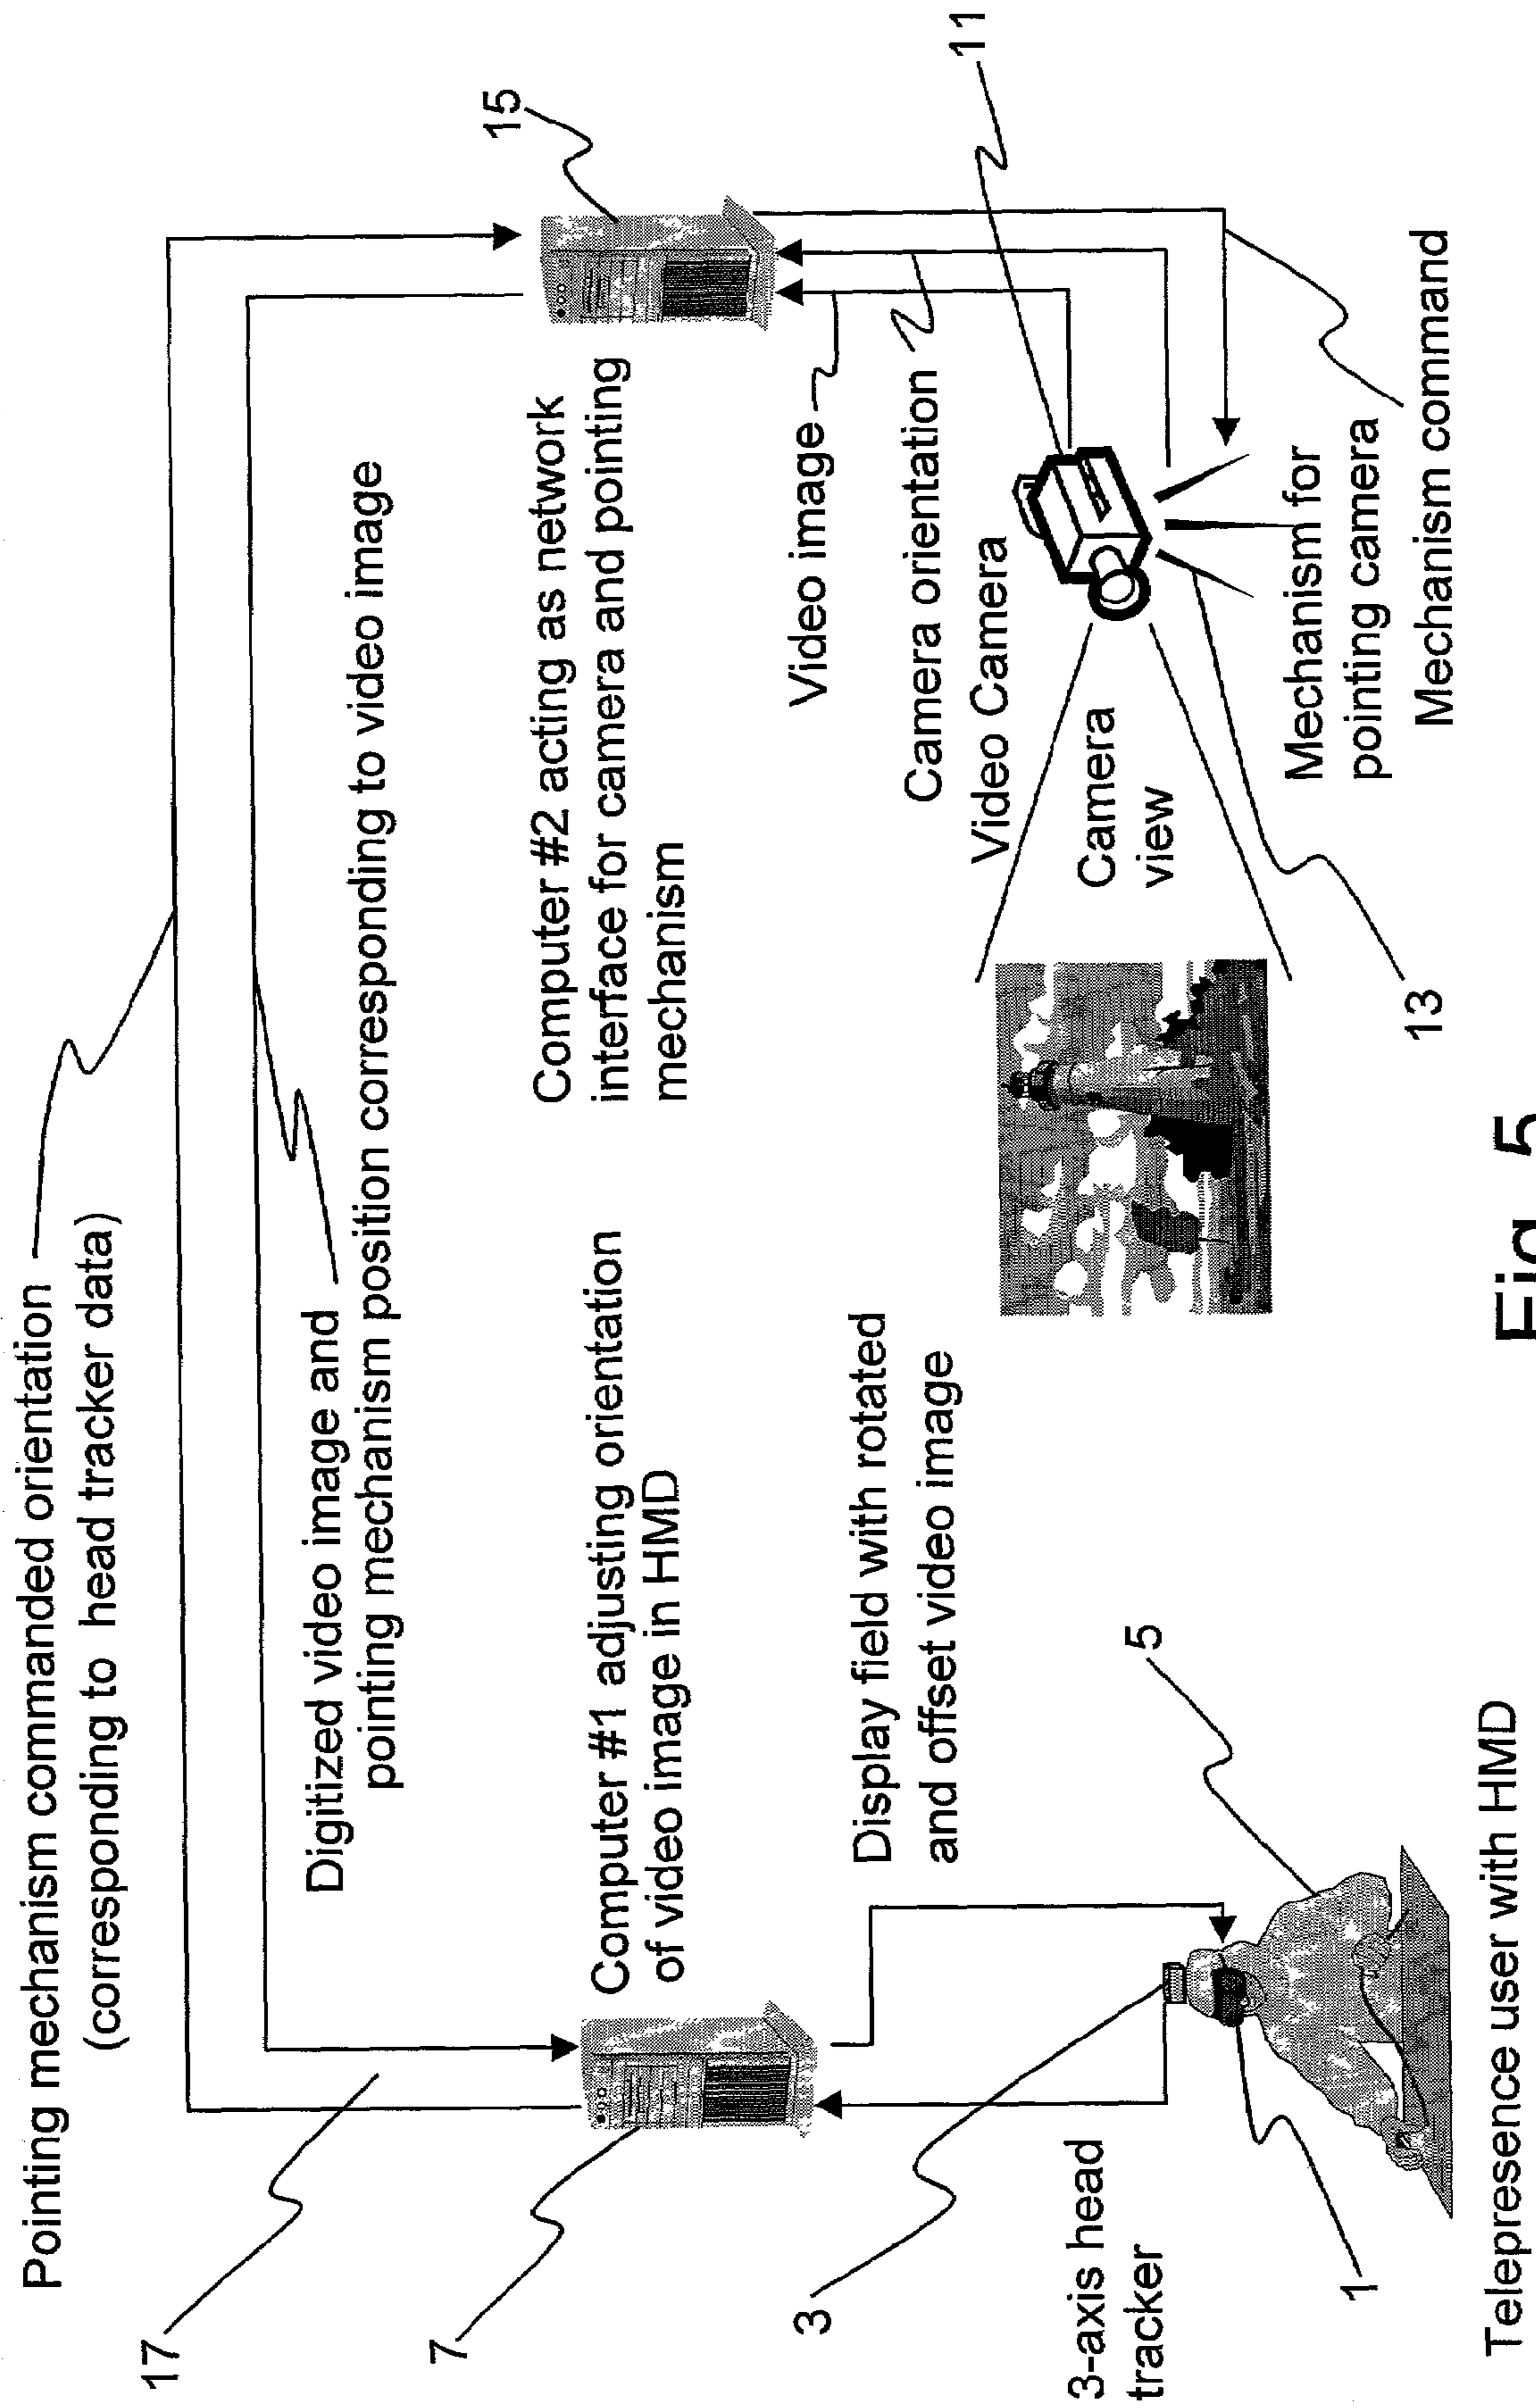 Pointing mechanism commanded orientation
(corresponding to head tracker data)
Digitized video image and
pointing mechanism position corresponding to video image
17
7
15
Computer #1 adjusting orientation
of video image in HMD
Computer #2 acting as network
interface for camera and pointing
mechanism
Display field with rotated
and offset video image
Video image
Camera orientation
Video Camera
11
Camera
view
3
3-axis head
tracker
5
1
Mechanism for
pointing camera
13
Mechanism command
Telepresence user with HMD
Fig. 5